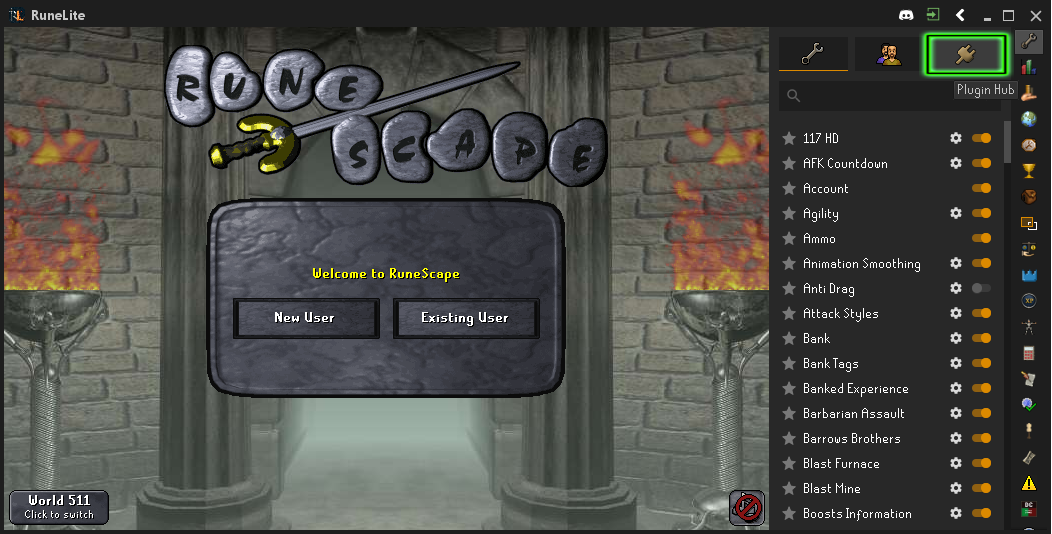 RuneLite
RUNE
SCAPE
Plugin Hub
Welcome to RuneScape
New User
Existing User
World 511
Click to switch
117 HD
AFK Countdown
Account
Agility
Ammo
Animation Smoothing
Anti Drag
Attack Styles
Bank
Bank Tags
Banked Experience
Barbarian Assault
Barrows Brothers
Blast Furnace
Blast Mine
Boosts Information
XP
DC